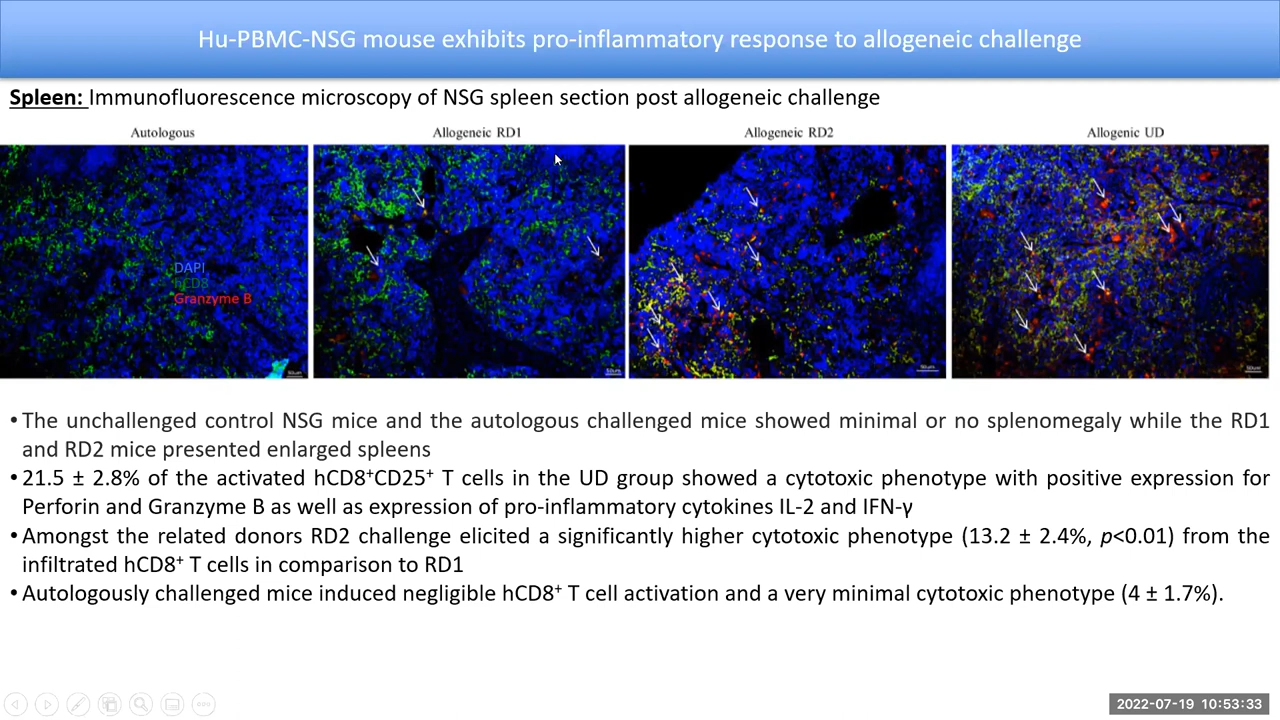 Hu-PBMC-NSG mouse exhibits pro-inflammatory response to allogeneic challenge
Spleen: Immunofluorescence microscopy of NSG spleen section post allogeneic challenge
Autologous
Allogeneic RD1
Allogeneic RD2
Allogenic UD
DAPI
hCD8
Granzyme B
50µm
50µm
• The unchallenged control NSG mice and the autologous challenged mice showed minimal or no splenomegaly while the RD1
and RD2 mice presented enlarged spleens
• 21.5 ± 2.8% of the activated hCD8⁺CD25⁺ T cells in the UD group showed a cytotoxic phenotype with positive expression for
Perforin and Granzyme B as well as expression of pro-inflammatory cytokines IL-2 and IFN-γ
• Amongst the related donors RD2 challenge elicited a significantly higher cytotoxic phenotype (13.2 ± 2.4%, p<0.01) from the
infiltrated hCD8⁺ T cells in comparison to RD1
• Autologously challenged mice induced negligible hCD8⁺ T cell activation and a very minimal cytotoxic phenotype (4 ± 1.7%).
2022-07-19 10:53:33